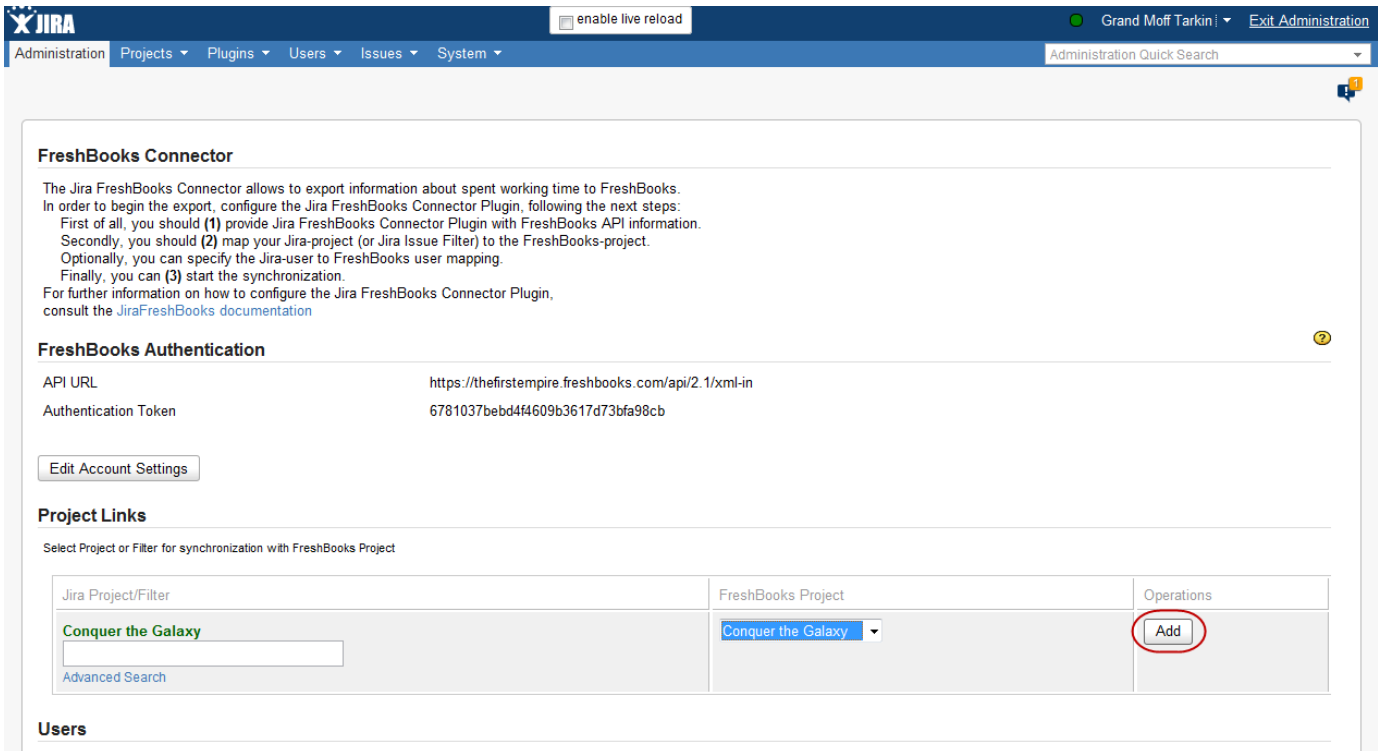 JIRA
enable live reload
Grand Moff Tarkin
Exit Administration
Administration Projects Plugins Users Issues System
Administration Quick Search
1
FreshBooks Connector
The Jira FreshBooks Connector allows to export information about spent working time to FreshBooks.
In order to begin the export, configure the Jira FreshBooks Connector Plugin, following the next steps:
First of all, you should (1) provide Jira FreshBooks Connector Plugin with FreshBooks API information.
Secondly, you should (2) map your Jira-project (or Jira Issue Filter) to the FreshBooks-project.
Optionally, you can specify the Jira-user to FreshBooks user mapping.
Finally, you can (3) start the synchronization.
For further information on how to configure the Jira FreshBooks Connector Plugin,
consult the JiraFreshBooks documentation
FreshBooks Authentication
?
API URL https://thefirstempire.freshbooks.com/api/2.1/xml-in
Authentication Token 6781037bebd4f4609b3617d73bfa98cb
Edit Account Settings
Project Links
Select Project or Filter for synchronization with FreshBooks Project
Jira Project/Filter FreshBooks Project Operations
Conquer the Galaxy Conquer the Galaxy Add
Advanced Search
Users